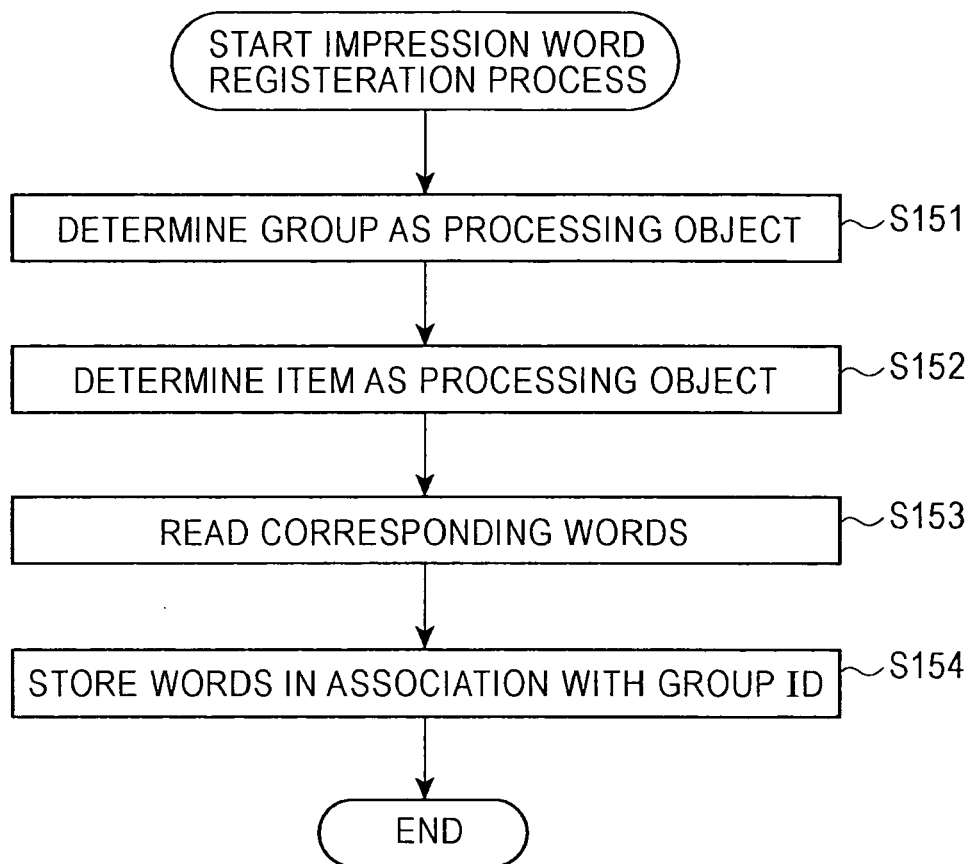 START IMPRESSION WORD
REGISTERATION PROCESS
DETERMINE GROUP AS PROCESSING OBJECT
S151
DETERMINE ITEM AS PROCESSING OBJECT
S152
READ CORRESPONDING WORDS
S153
STORE WORDS IN ASSOCIATION WITH GROUP ID
S154
END